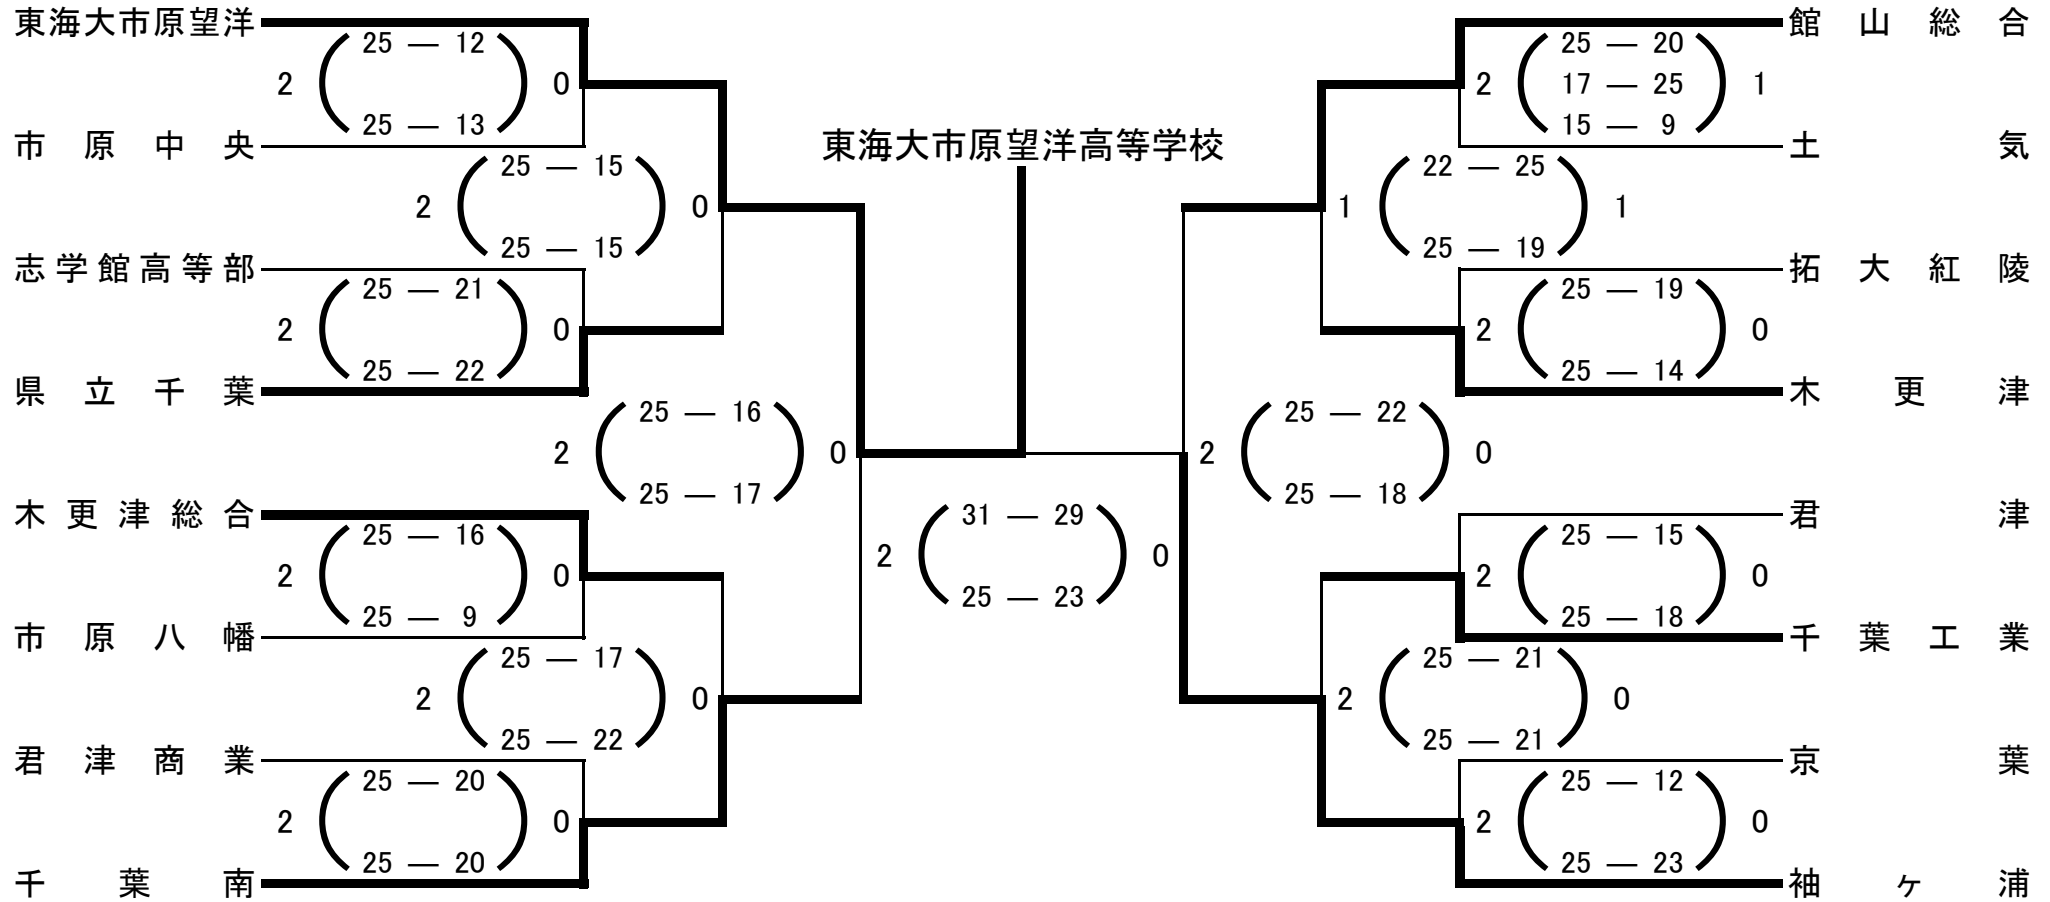 東海大市原望洋 館山総合
25 — 12 25 — 20
2 0 2 17 — 25 1
25 — 13 15 — 9
市原中央 東海大市原望洋高等学校 土気
25 — 15 22 — 25
2 0 1 1
25 — 15 25 — 19
志学館高等部 拓大紅陵
25 — 21 25 — 19
2 0 2 0
25 — 22 25 — 14
県立千葉 木更津
25 — 16 25 — 22
2 0 2 0
25 — 17 25 — 18
木更津総合 31 — 29 君津
25 — 16 25 — 15
2 0 2 0 2 0
25 — 9 25 — 23 25 — 18
市原八幡 千葉工業
25 — 17 25 — 21
2 0 2 0
25 — 22 25 — 21
君津商業 京葉
25 — 20 25 — 12
2 0 2 0
25 — 20 25 — 23
千葉南 袖ヶ浦